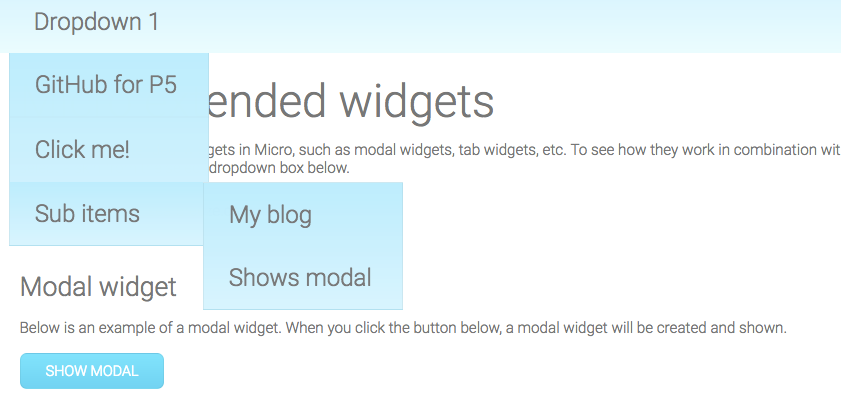 Dropdown 1
GitHub for P5
ended widgets
Click me!
gets in Micro, such as modal widgets, tab widgets, etc. To see how they work in combination wit
dropdown box below.
Sub items
My blog
Shows modal
Modal widget
Below is an example of a modal widget. When you click the button below, a modal widget will be created and shown.
SHOW MODAL